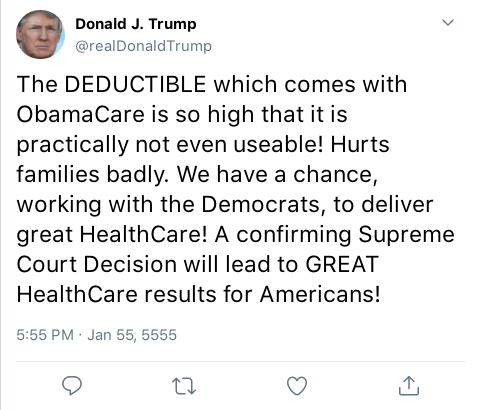 Donald J. Trump
@realDonaldTrump
The DEDUCTIBLE which comes with
ObamaCare is so high that it is
practically not even useable! Hurts
families badly. We have a chance,
working with the Democrats, to deliver
great HealthCare! A confirming Supreme
Court Decision will lead to GREAT
HealthCare results for Americans!
5:55 PM · Jan 55, 5555